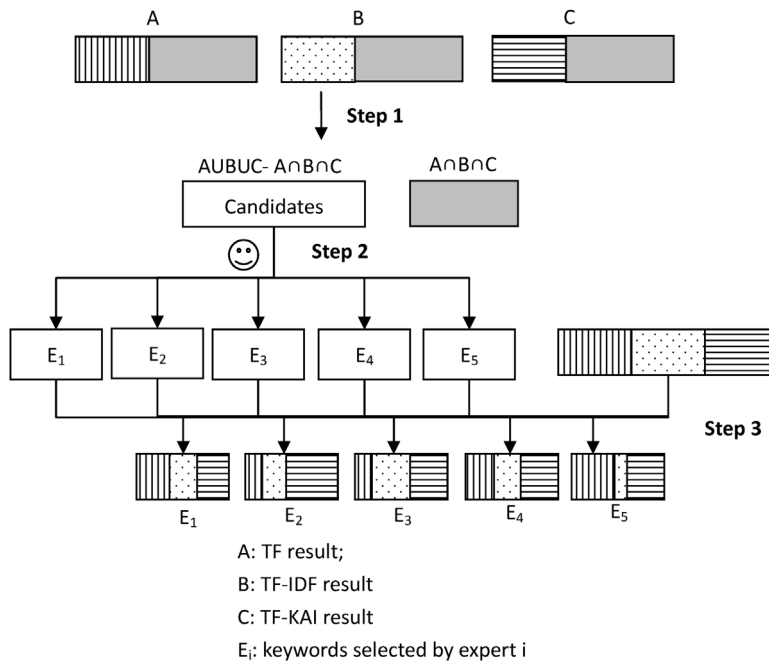 A B C
Step 1
AUBUC- A∩B∩C A∩B∩C
Candidates
Step 2
E₁ E₂ E₃ E₄ E₅
Step 3
E₁ E₂ E₃ E₄ E₅
A: TF result;
B: TF-IDF result
C: TF-KAI result
Eᵢ: keywords selected by expert i